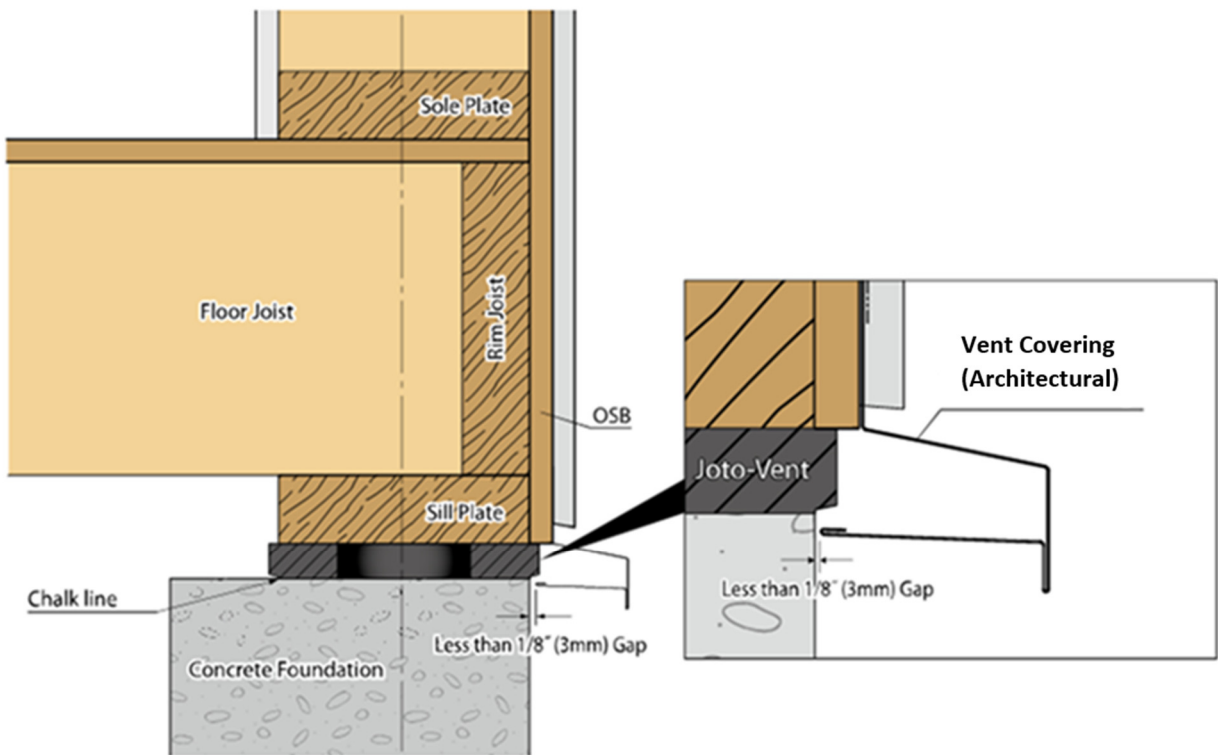 Sole Plate
Floor Joist
Rim Joist
OSB
Sill Plate
Chalk line
Less than 1/8″ (3mm) Gap
Concrete Foundation
Vent Covering
(Architectural)
Joto-Vent
Less than 1/8″ (3mm) Gap